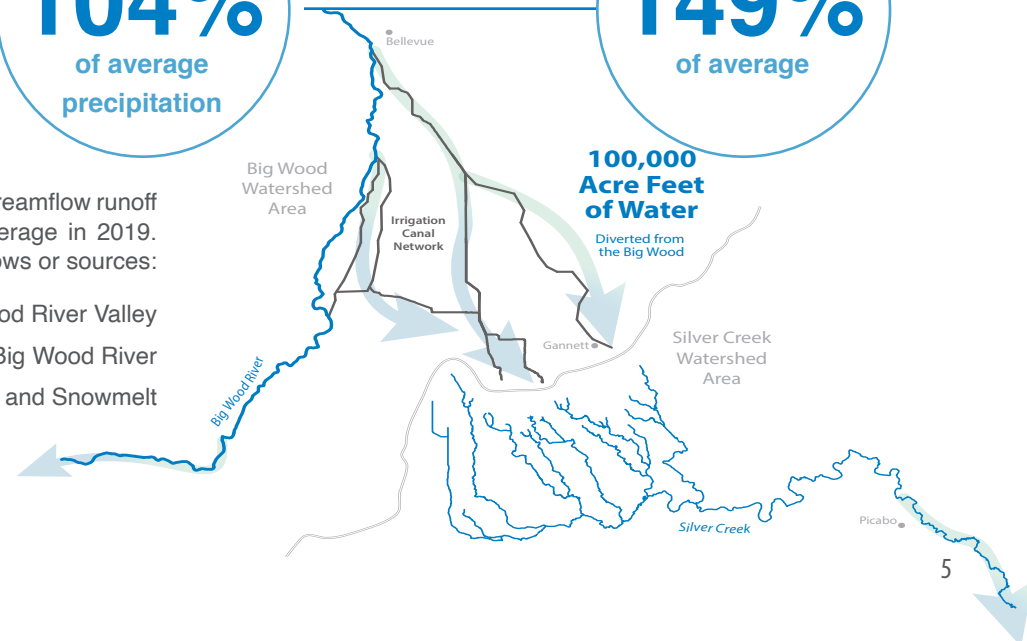 104%
of average
precipitation
149%
of average
Bellevue
Big Wood
Watershed
Area
Irrigation
Canal
Network
100,000
Acre Feet
of Water
Diverted from
the Big Wood
reamflow runoff
erage in 2019.
ows or sources:
od River Valley
Big Wood River
and Snowmelt
Gannett
Silver Creek
Watershed
Area
Big Wood River
Silver Creek
Picabo
5